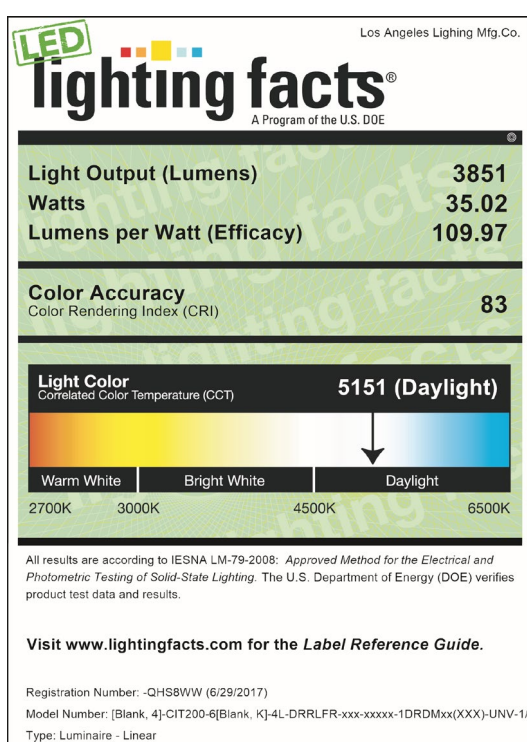 LED
Los Angeles Lighing Mfg.Co.
lighting facts®
A Program of the U.S. DOE
Light Output (Lumens) 3851
Watts 35.02
Lumens per Watt (Efficacy) 109.97
Color Accuracy
Color Rendering Index (CRI) 83
Light Color
Correlated Color Temperature (CCT) 5151 (Daylight)
Warm White Bright White Daylight
2700K 3000K 4500K 6500K
All results are according to IESNA LM-79-2008: Approved Method for the Electrical and
Photometric Testing of Solid-State Lighting. The U.S. Department of Energy (DOE) verifies
product test data and results.
Visit www.lightingfacts.com for the Label Reference Guide.
Registration Number: -QHS8WW (6/29/2017)
Model Number: [Blank, 4]-CIT200-6[Blank, K]-4L-DRRLFR-xxx-xxxxx-1DRDMxx(XXX)-UNV-1/
Type: Luminaire - Linear